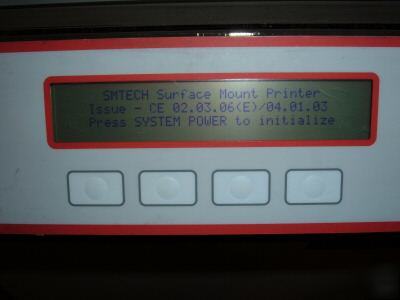 SMTECH Surface Mount Printer
Issue - CE 02.03.06(E)/04.01.03
Press SYSTEM POWER to initialize